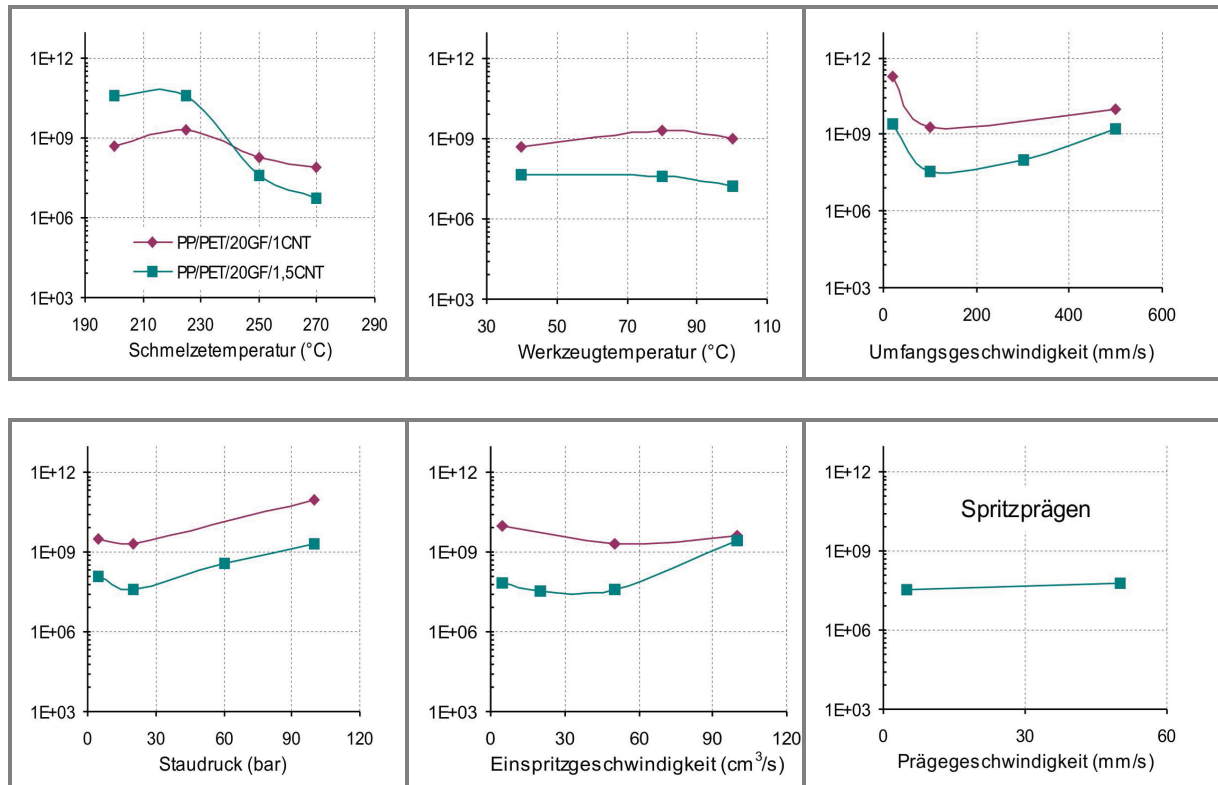 1E+12
1E+09
1E+06
1E+03
PP/PET/20GF/1CNT
PP/PET/20GF/1,5CNT
190 210 230 250 270 290
Schmelzetemperatur (°C)
1E+12
1E+09
1E+06
1E+03
30 50 70 90 110
Werkzeugtemperatur (°C)
1E+12
1E+09
1E+06
1E+03
0 200 400 600
Umfangsgeschwindigkeit (mm/s)
1E+12
1E+09
1E+06
1E+03
0 30 60 90 120
Staudruck (bar)
1E+12
1E+09
1E+06
1E+03
0 30 60 90 120
Einspritzgeschwindigkeit (cm³/s)
1E+12
1E+09
1E+06
1E+03
Spritzprägen
0 30 60
Prägegeschwindigkeit (mm/s)